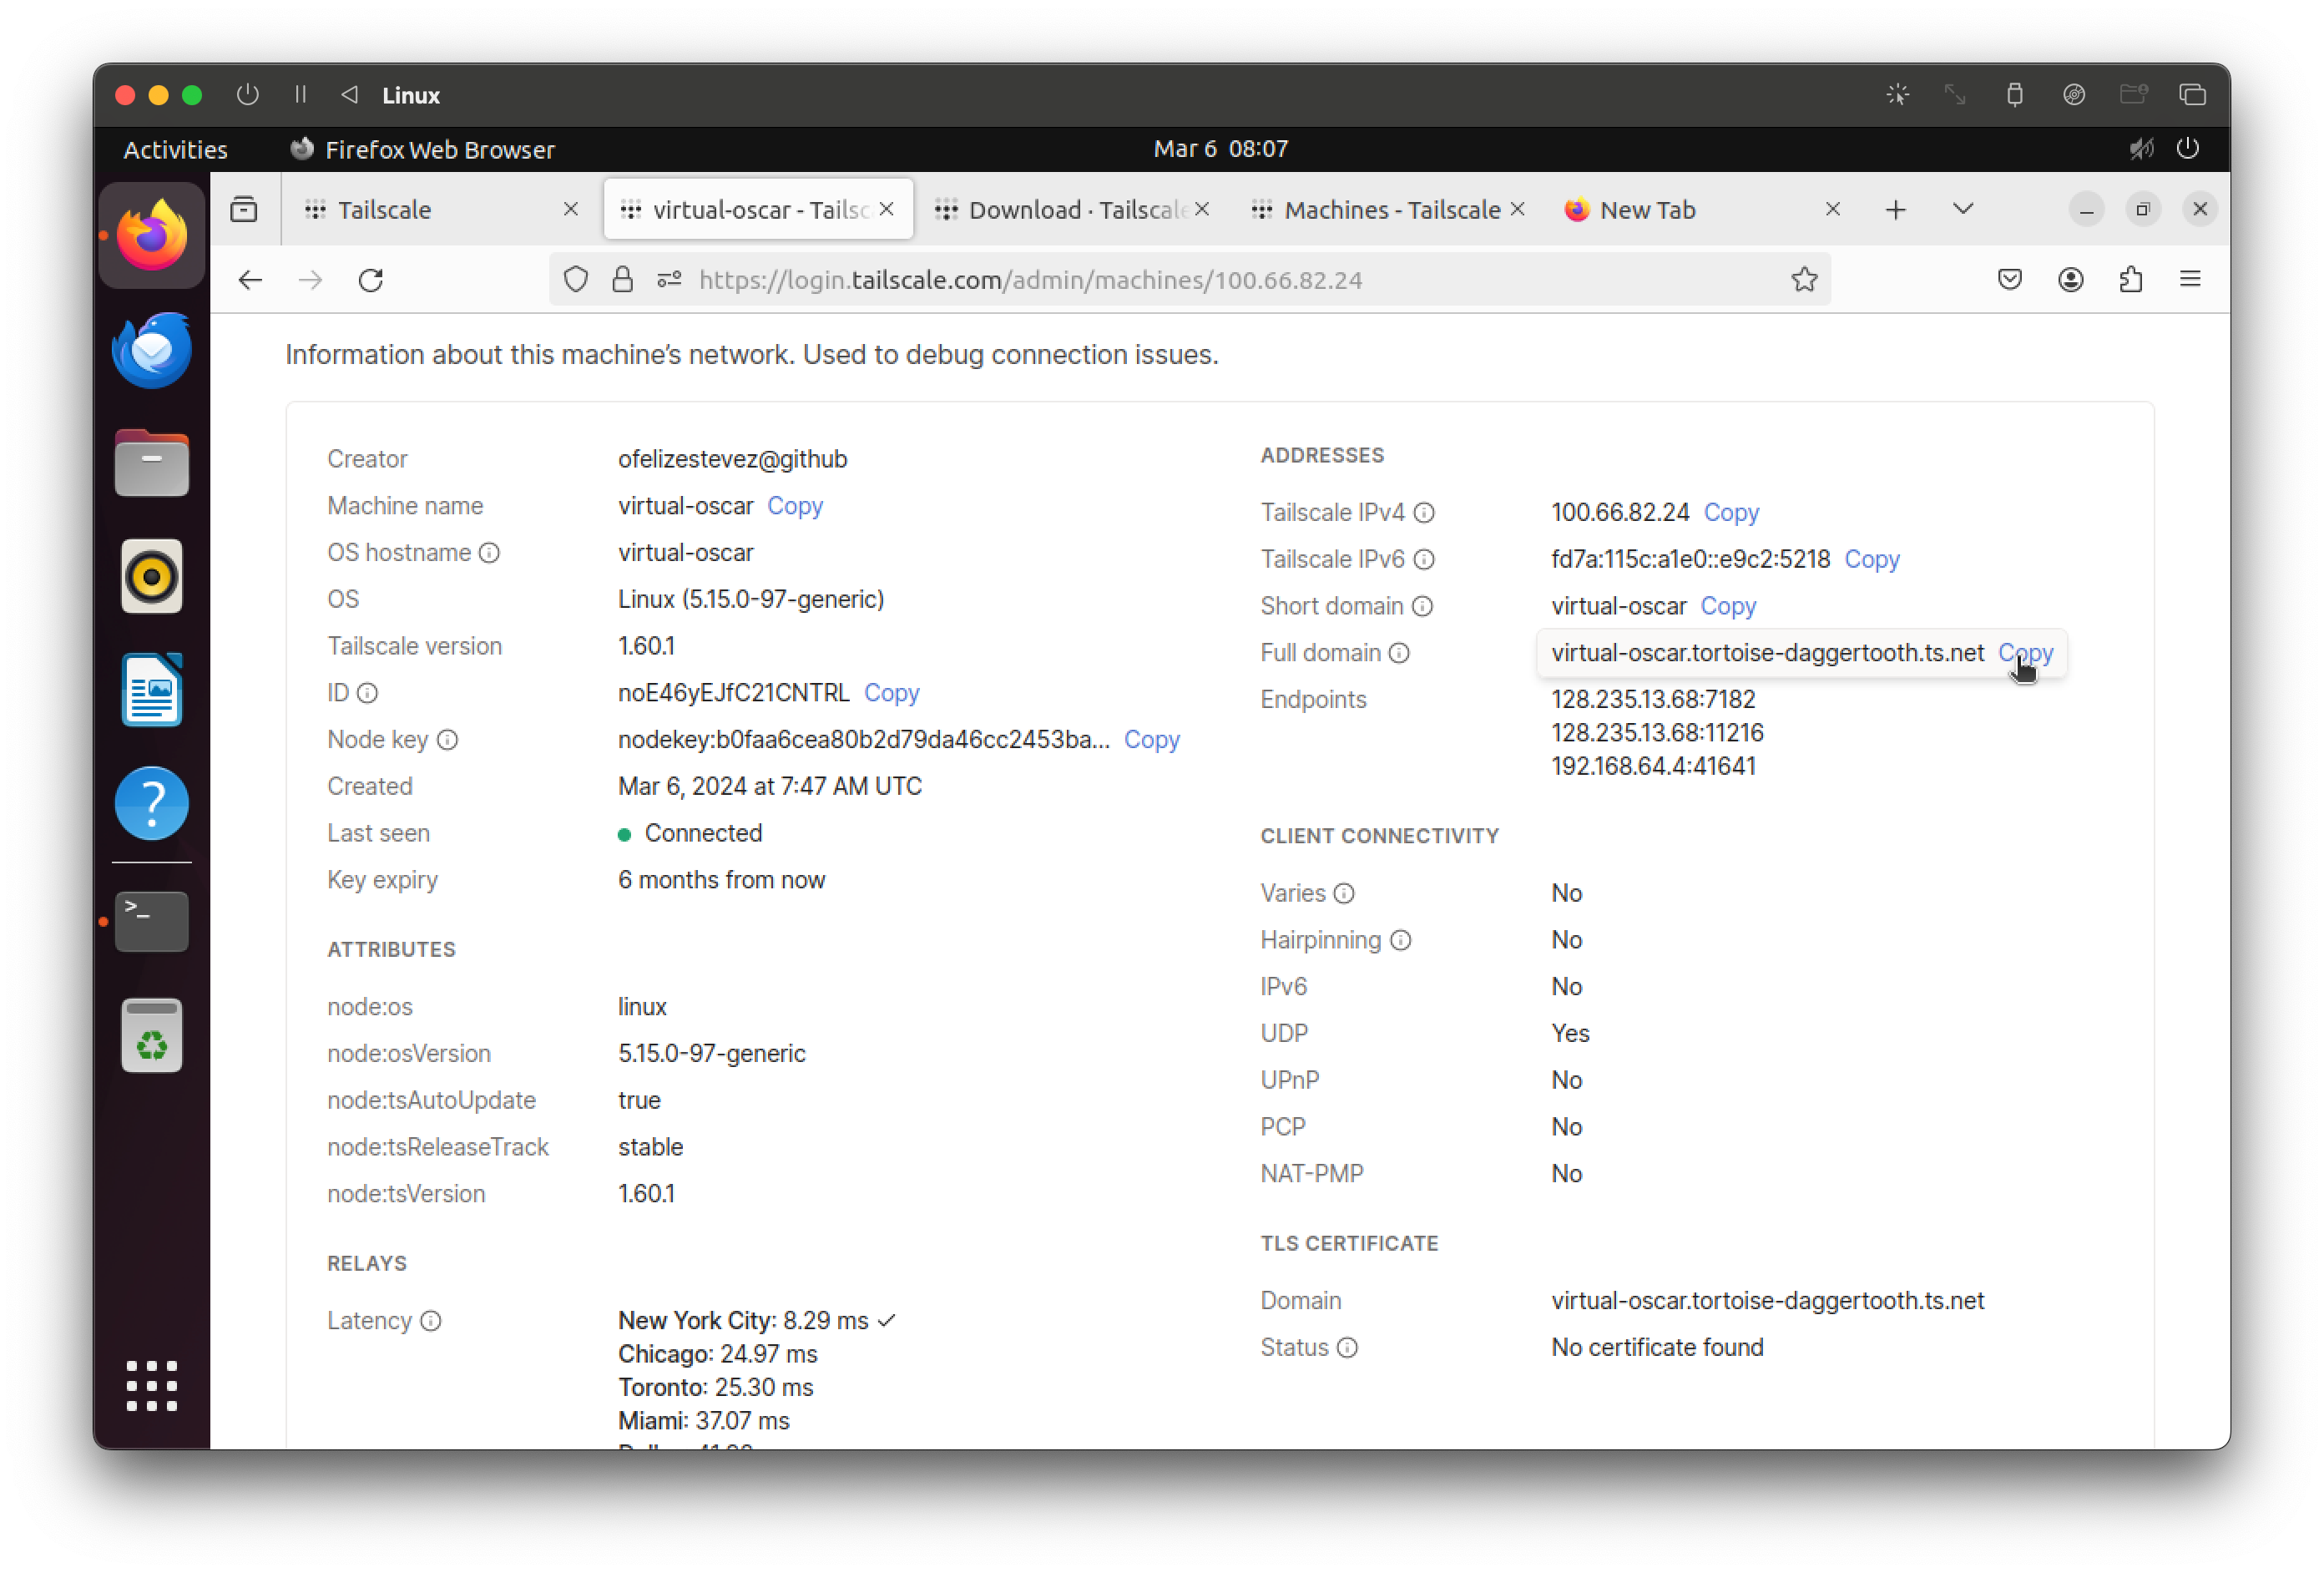 Linux
Activities
Firefox Web Browser
Mar 6 08:07
Tailscale
virtual-oscar - Tailsc
Download · Tailscale
Machines - Tailscale
New Tab
https://login.tailscale.com/admin/machines/100.66.82.24
Information about this machine's network. Used to debug connection issues.
Creator ofelizestevez@github
Machine name virtual-oscar Copy
OS hostname virtual-oscar
OS Linux (5.15.0-97-generic)
Tailscale version 1.60.1
ID noE46yEJfC21CNTRL Copy
Node key nodekey:b0faa6cea80b2d79da46cc2453ba... Copy
Created Mar 6, 2024 at 7:47 AM UTC
Last seen Connected
Key expiry 6 months from now
ATTRIBUTES
node:os linux
node:osVersion 5.15.0-97-generic
node:tsAutoUpdate true
node:tsReleaseTrack stable
node:tsVersion 1.60.1
RELAYS
Latency New York City: 8.29 ms ✓
Chicago: 24.97 ms
Toronto: 25.30 ms
Miami: 37.07 ms
ADDRESSES
Tailscale IPv4 100.66.82.24 Copy
Tailscale IPv6 fd7a:115c:a1e0::e9c2:5218 Copy
Short domain virtual-oscar Copy
Full domain virtual-oscar.tortoise-daggertooth.ts.net Copy
Endpoints 128.235.13.68:7182
128.235.13.68:11216
192.168.64.4:41641
CLIENT CONNECTIVITY
Varies No
Hairpinning No
IPv6 No
UDP Yes
UPnP No
PCP No
NAT-PMP No
TLS CERTIFICATE
Domain virtual-oscar.tortoise-daggertooth.ts.net
Status No certificate found